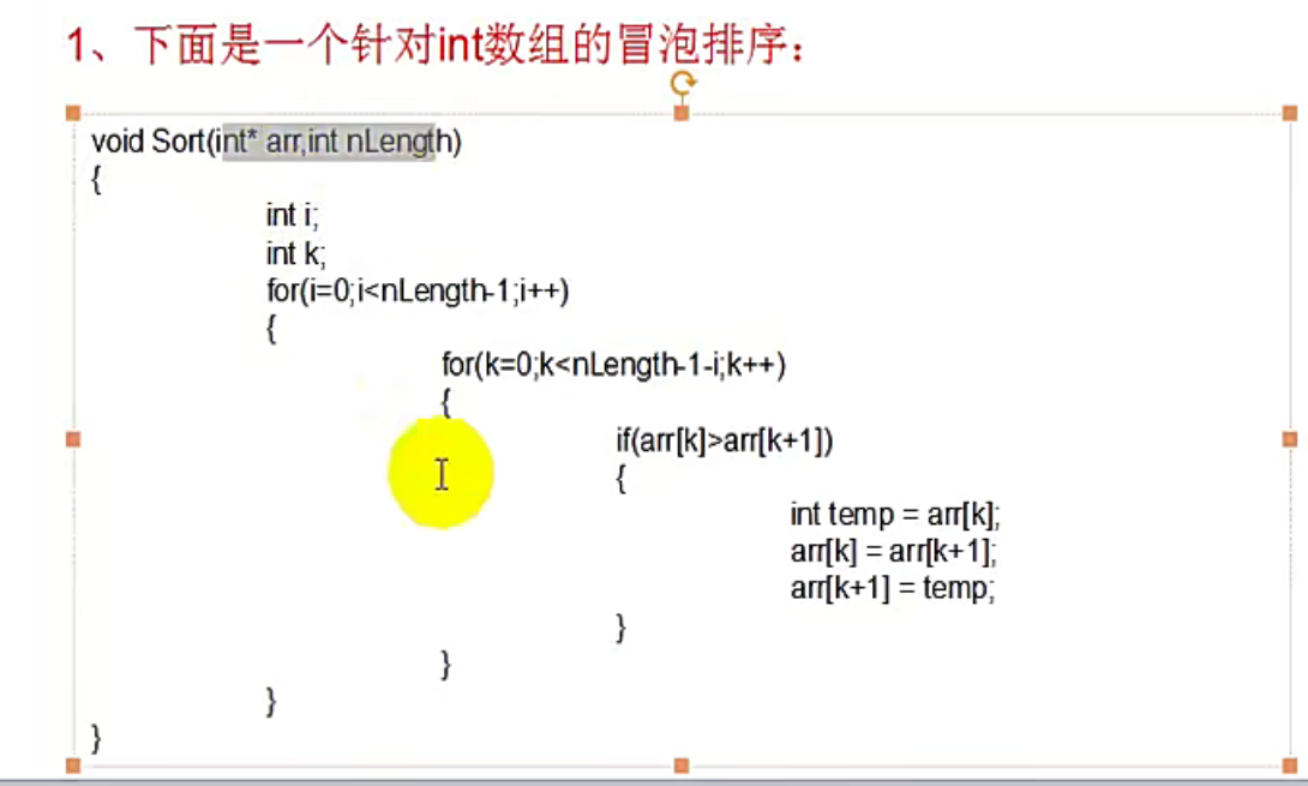 1、下面是一个针对int数组的冒泡排序：
void Sort(int* arr,int nLength)
{
int i;
int k;
for(i=0;i<nLength-1;i++)
{
for(k=0;k<nLength-1-i;k++)
{
if(arr[k]>arr[k+1])
{
int temp = arr[k];
arr[k] = arr[k+1];
arr[k+1] = temp;
}
}
}
}